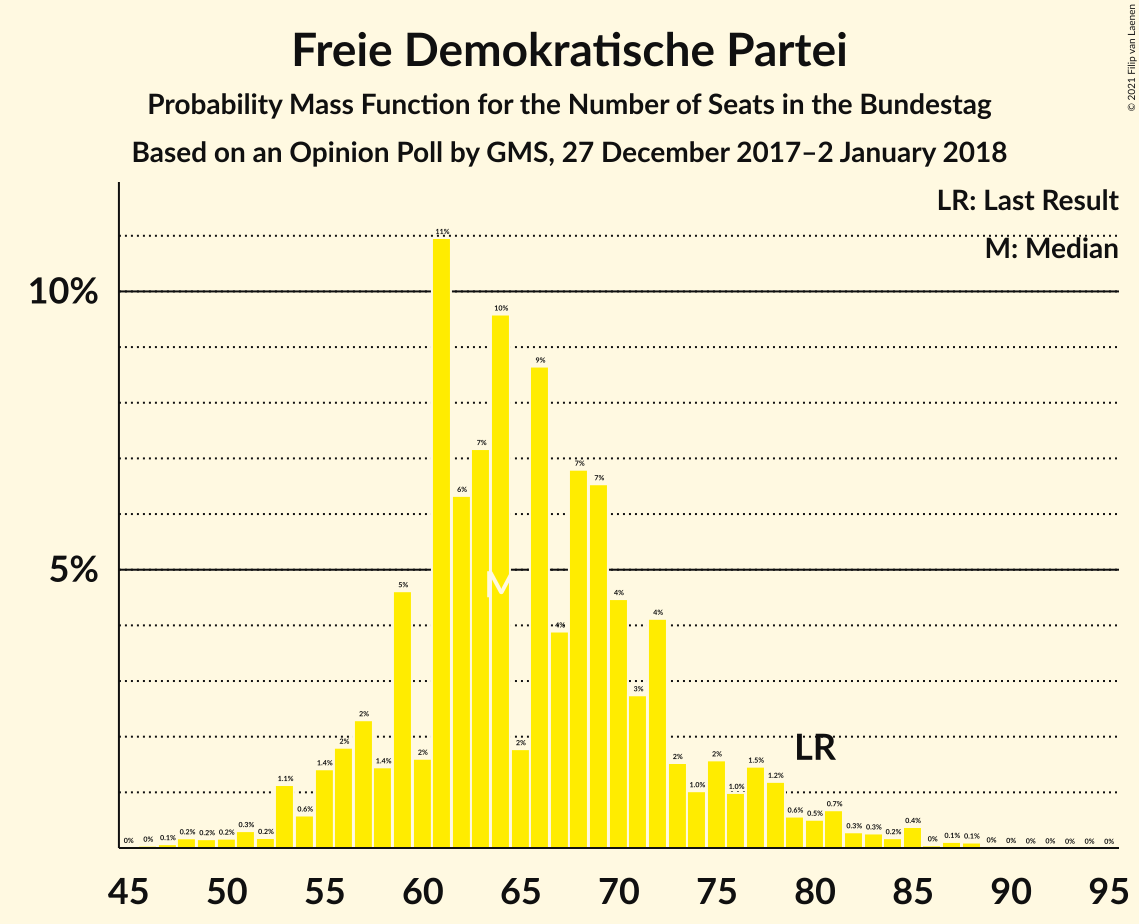 © 2021 Filip van Laenen
Freie Demokratische Partei
Probability Mass Function for the Number of Seats in the Bundestag
Based on an Opinion Poll by GMS, 27 December 2017–2 January 2018
LR: Last Result
M: Median
10%
5%
0% 0% 0.1% 0.2% 0.2% 0.2% 0.3% 0.2% 1.1% 0.6% 1.4% 2% 2% 1.4% 5% 2% 11% 6% 7% 10% 2% 9% 4% 7% 7% 4% 3% 4% 2% 1.0% 2% 1.0% 1.5% 1.2% 0.6% 0.5% 0.7% 0.3% 0.3% 0.2% 0.4% 0% 0.1% 0.1% 0% 0% 0% 0% 0% 0% 0%
M
LR
45 50 55 60 65 70 75 80 85 90 95